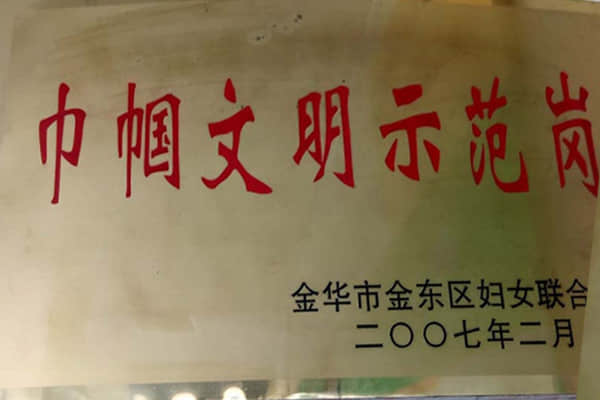 巾帼文明示范岗
金华市金东区妇女联合
二〇〇七年二月